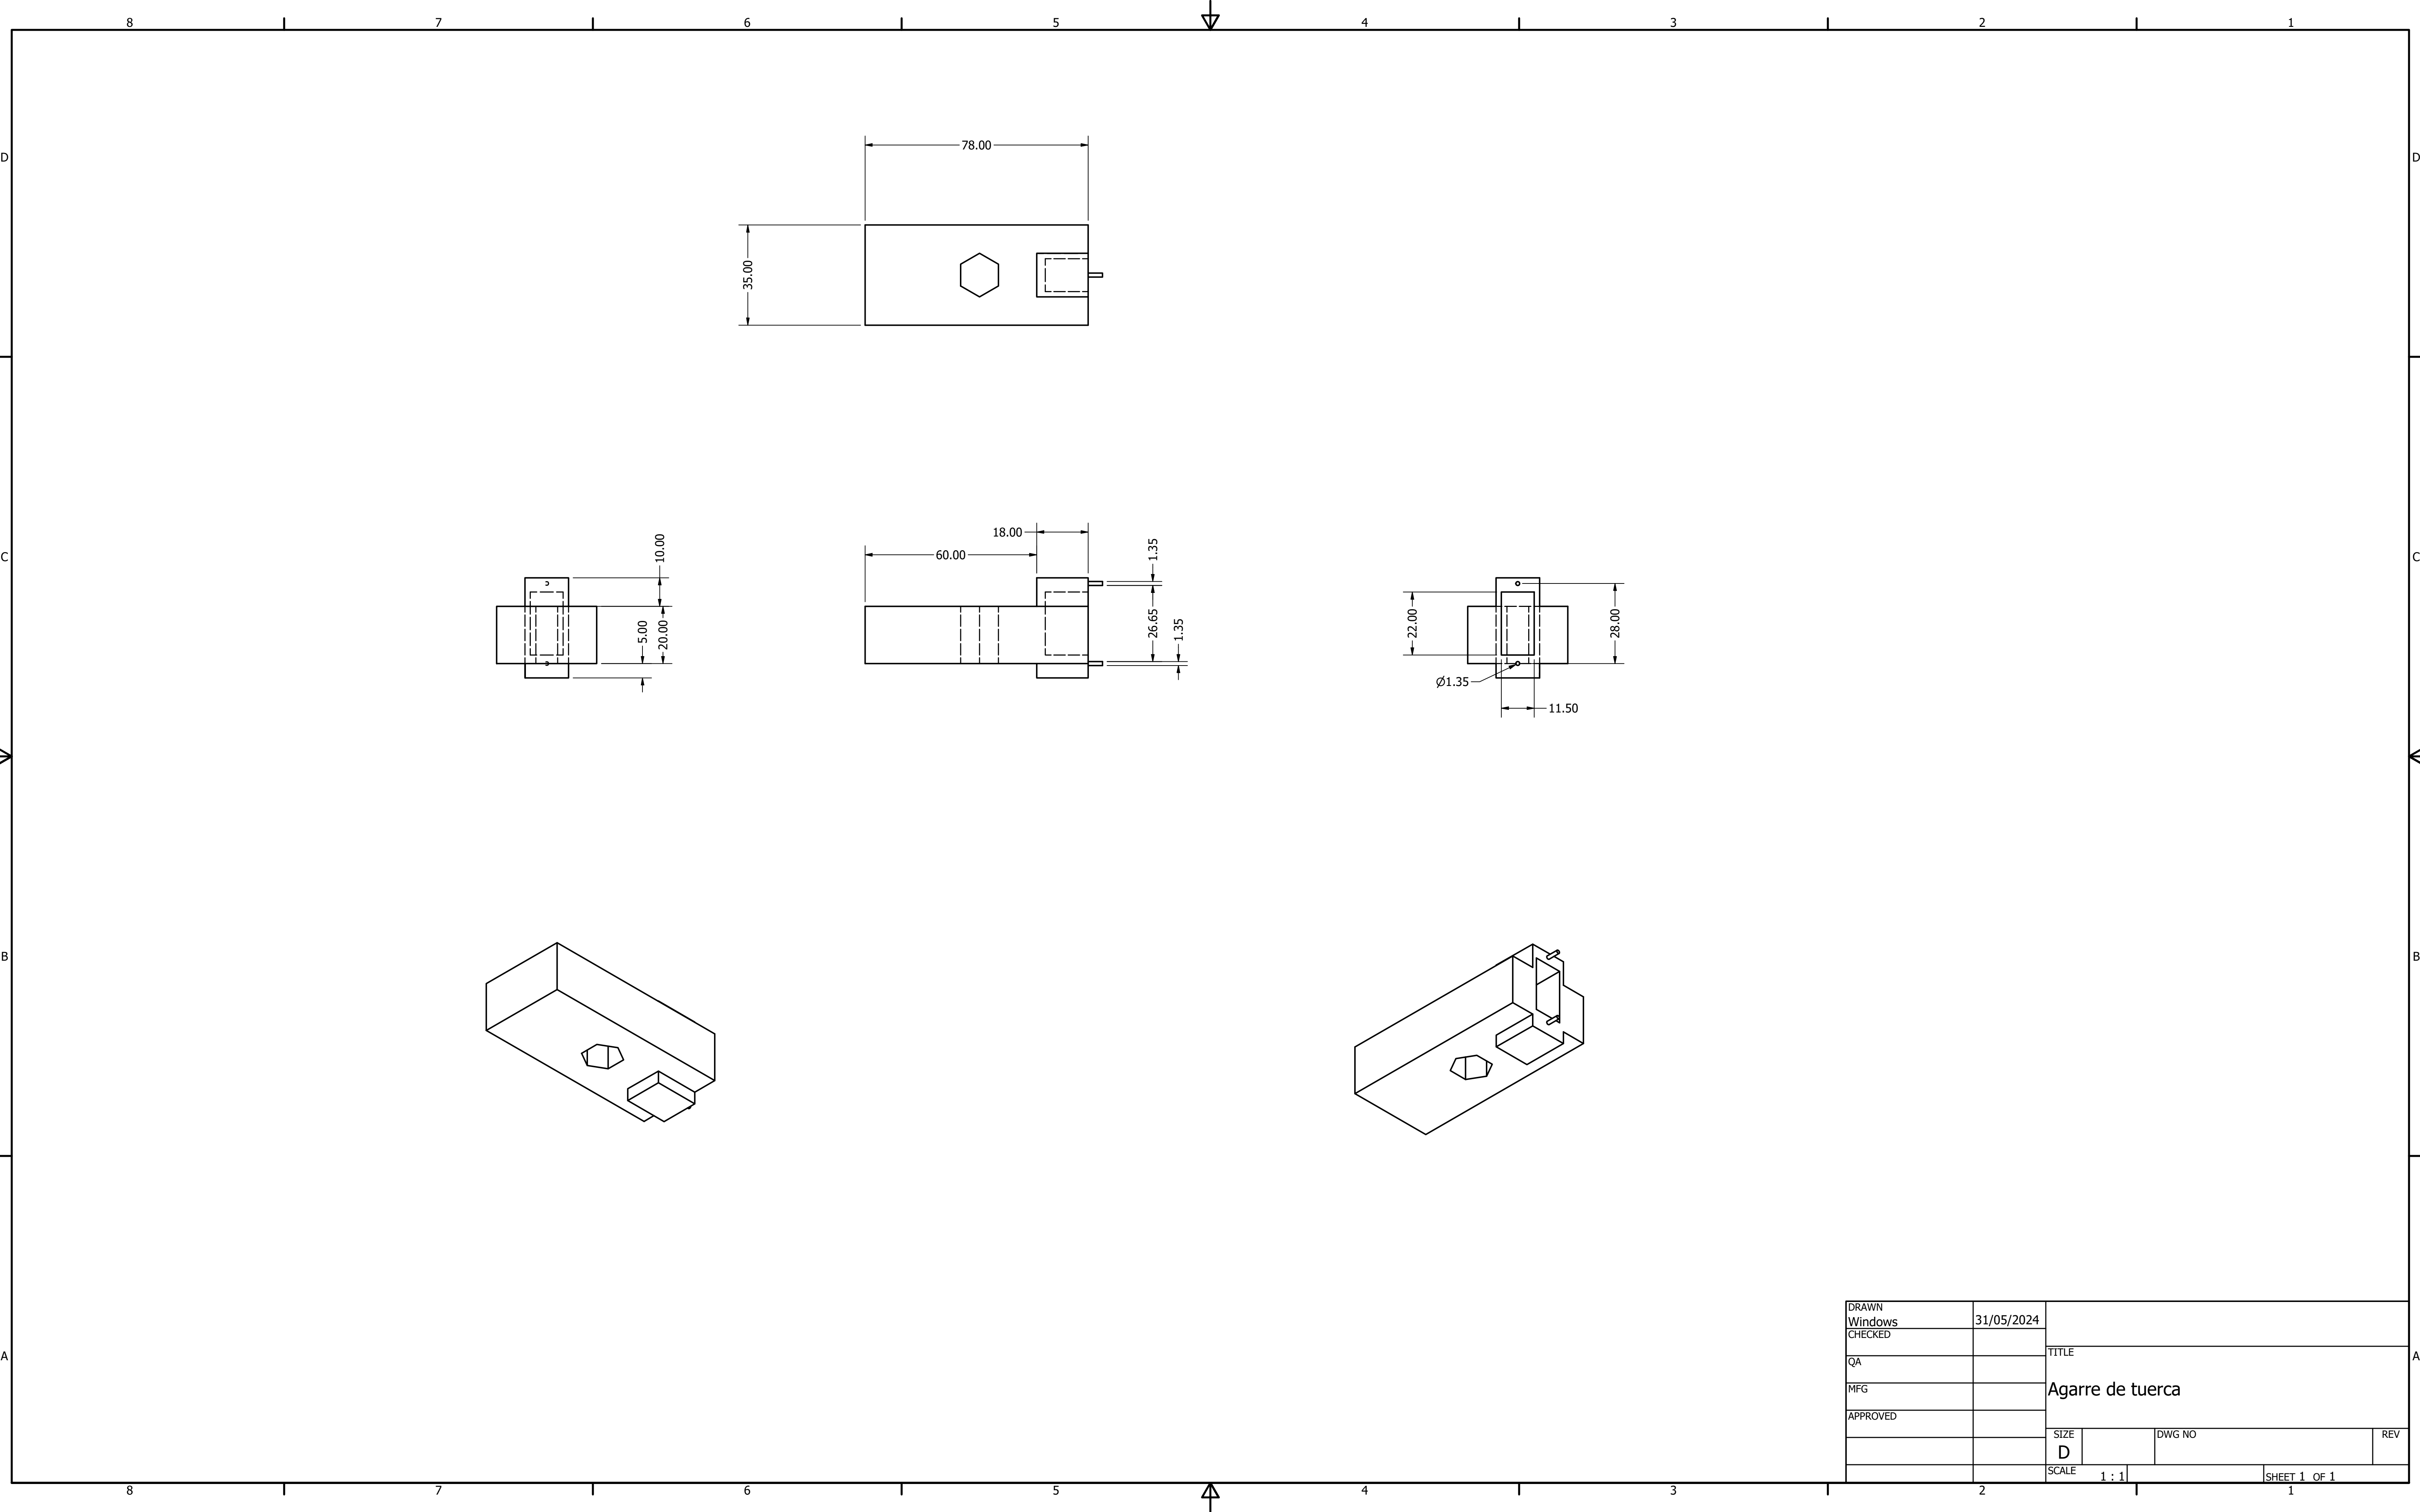 8 7 6 5 4 3 2 1
D D
78.00
35.00
C C
10.00
5.00
20.00
18.00
60.00
1.35
26.65
1.35
22.00
28.00
Ø1.35
11.50
B B
A A
DRAWN
Windows 31/05/2024
CHECKED
QA
MFG
APPROVED
TITLE
Agarre de tuerca
SIZE DWG NO REV
D
SCALE 1 : 1 SHEET 1 OF 1
8 7 6 5 4 3 2 1